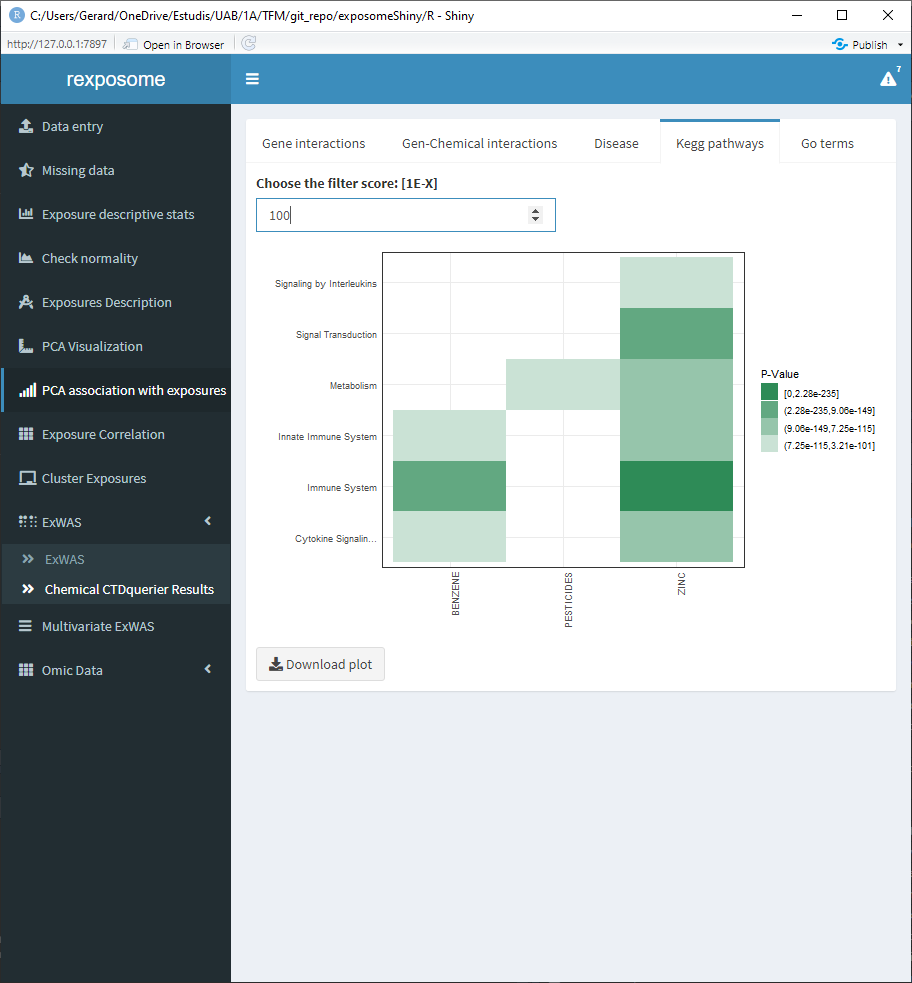 C:/Users/Gerard/OneDrive/Estudis/UAB/1A/TFM/git_repo/exposomeShiny/R - Shiny
http://127.0.0.1:7897
Open in Browser
Publish
rexposome
7
Data entry
Missing data
Exposure descriptive stats
Check normality
Exposures Description
PCA Visualization
PCA association with exposures
Exposure Correlation
Cluster Exposures
ExWAS
ExWAS
Chemical CTDquerier Results
Multivariate ExWAS
Omic Data
Gene interactions
Gen-Chemical interactions
Disease
Kegg pathways
Go terms
Choose the filter score: [1E-X]
100
Signaling by Interleukins
Signal Transduction
Metabolism
Innate Immune System
Immune System
Cytokine Signalin...
BENZENE
PESTICIDES
ZINC
P-Value
[0,2.28e-235]
(2.28e-235,9.06e-149]
(9.06e-149,7.25e-115]
(7.25e-115,3.21e-101]
Download plot